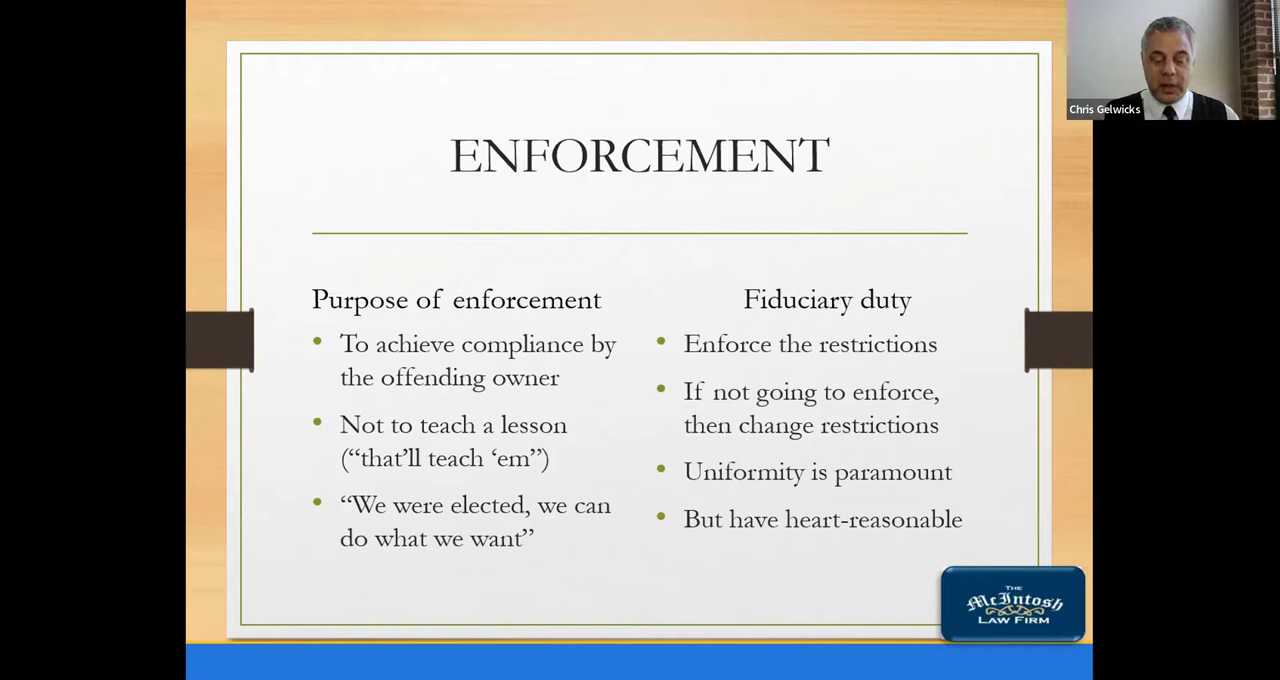 Chris Gelwicks
ENFORCEMENT
Purpose of enforcement
• To achieve compliance by
the offending owner
• Not to teach a lesson
(“that’ll teach ‘em”)
• “We were elected, we can
do what we want”
Fiduciary duty
• Enforce the restrictions
• If not going to enforce,
then change restrictions
• Uniformity is paramount
• But have heart-reasonable
THE
McIntosh
LAW FIRM